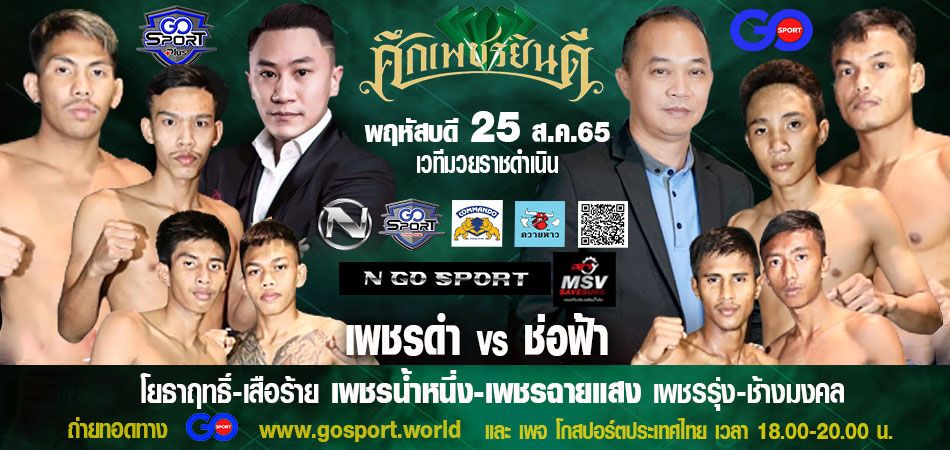 GO
SPORT
Plus
ศึกเพชรยินดี
GO
SPORT
พฤหัสบดี 25 ส.ค.65
เวทีมวยราชดำเนิน
N
GO
SPORT
COMMANDO
ควายหาว
N GO SPORT
MSV
SAVESURE
เพชรดำ vs ช่อฟ้า
โยธาฤทธิ์-เสือร้าย เพชรน้ำหนึ่ง-เพชรฉายแสง เพชรรุ่ง-ช้างมงคล
ถ่ายทอดทาง GO SPORT www.gosport.world และ เพจ โกสปอร์ตประเทศไทย เวลา 18.00-20.00 น.